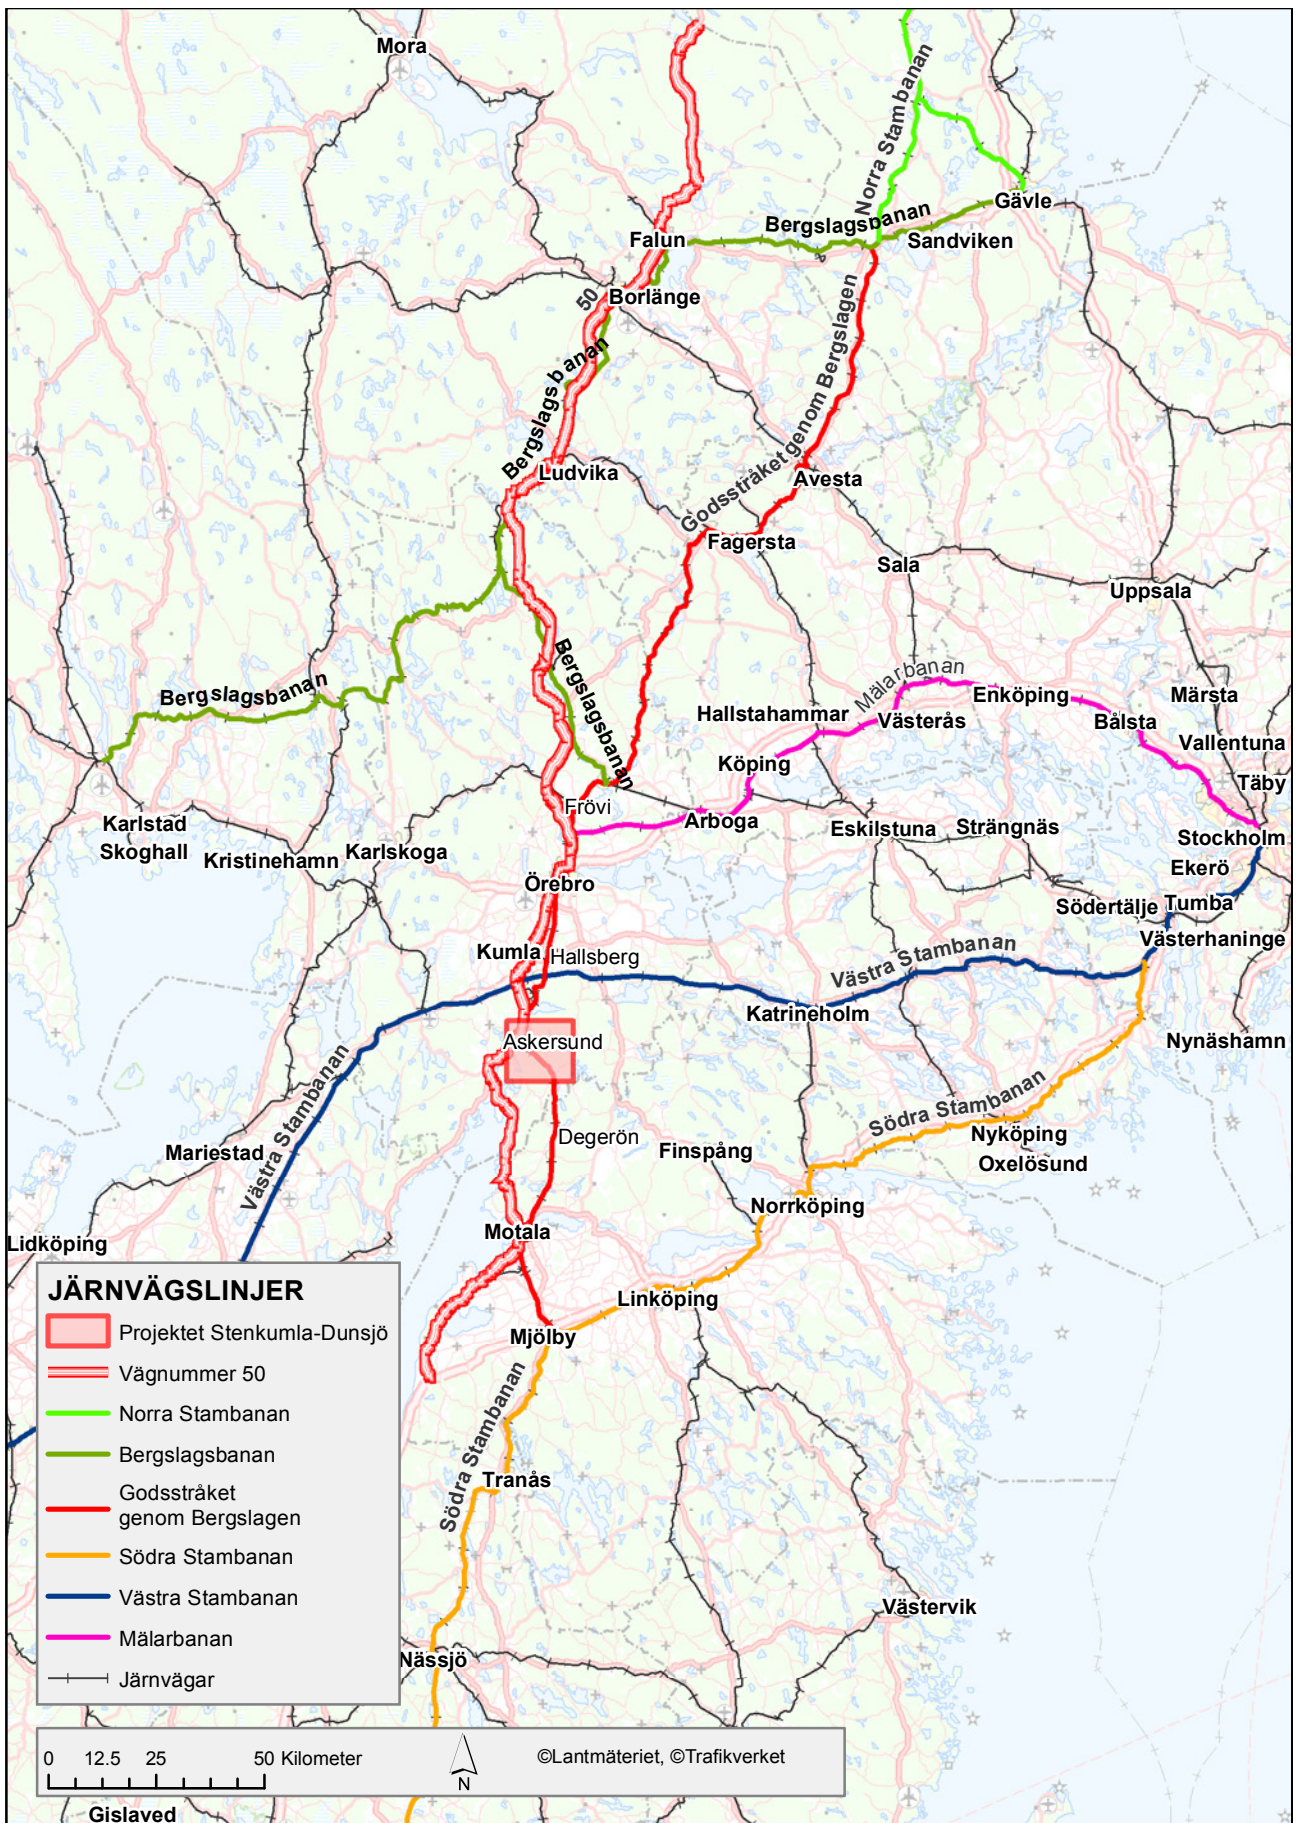 Mora
Norra Stambanan
Gävle
Bergslagsbanan
Falun
Sandviken
50
Borlänge
Bergslagsbanan
Godsstråket genom Bergslagen
Ludvika
Avesta
Fagersta
Sala
Uppsala
Bergslagsbanan
Bergslagsbanan
Mälarbanan
Enköping
Märsta
Hallstahammar
Västerås
Bålsta
Vallentuna
Köping
Täby
Frövi
Karlstad
Arboga
Eskilstuna
Strängnäs
Stockholm
Skoghall
Kristinehamn
Karlskoga
Ekerö
Örebro
Södertälje
Tumba
Västerhaninge
Kumla
Hallsberg
Västra Stambanan
Katrineholm
Askersund
Nynäshamn
Västra Stambanan
Södra Stambanan
Degerön
Nyköping
Mariestad
Finspång
Oxelösund
Norrköping
Motala
Lidköping
Linköping
Mjölby
Södra Stambanan
Tranås
Västervik
Nässjö
JÄRNVÄGSLINJER
Projektet Stenkumla-Dunsjö
Vägnummer 50
Norra Stambanan
Bergslagsbanan
Godsstråket
genom Bergslagen
Södra Stambanan
Västra Stambanan
Mälarbanan
Järnvägar
0 12.5 25 50 Kilometer
N
©Lantmäteriet, ©Trafikverket
Gislaved